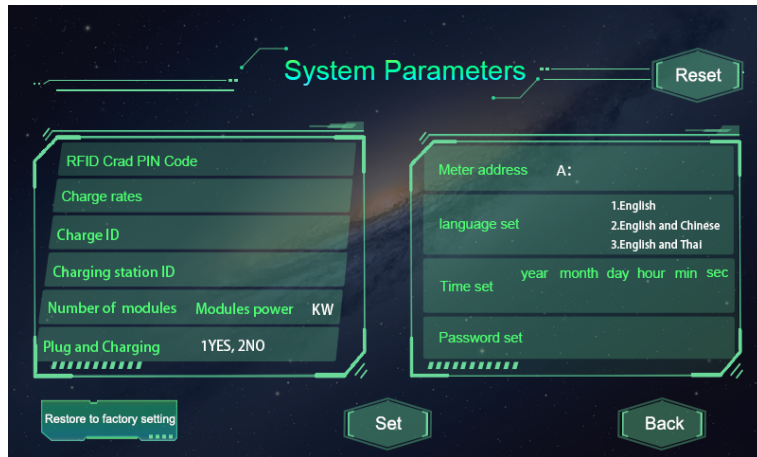 System Parameters
Reset
RFID Crad PIN Code
Charge rates
Charge ID
Charging station ID
Number of modules Modules power KW
Plug and Charging 1YES, 2NO
Meter address A:
language set
1.English
2.English and Chinese
3.English and Thai
Time set year month day hour min sec
Password set
Restore to factory setting
Set
Back